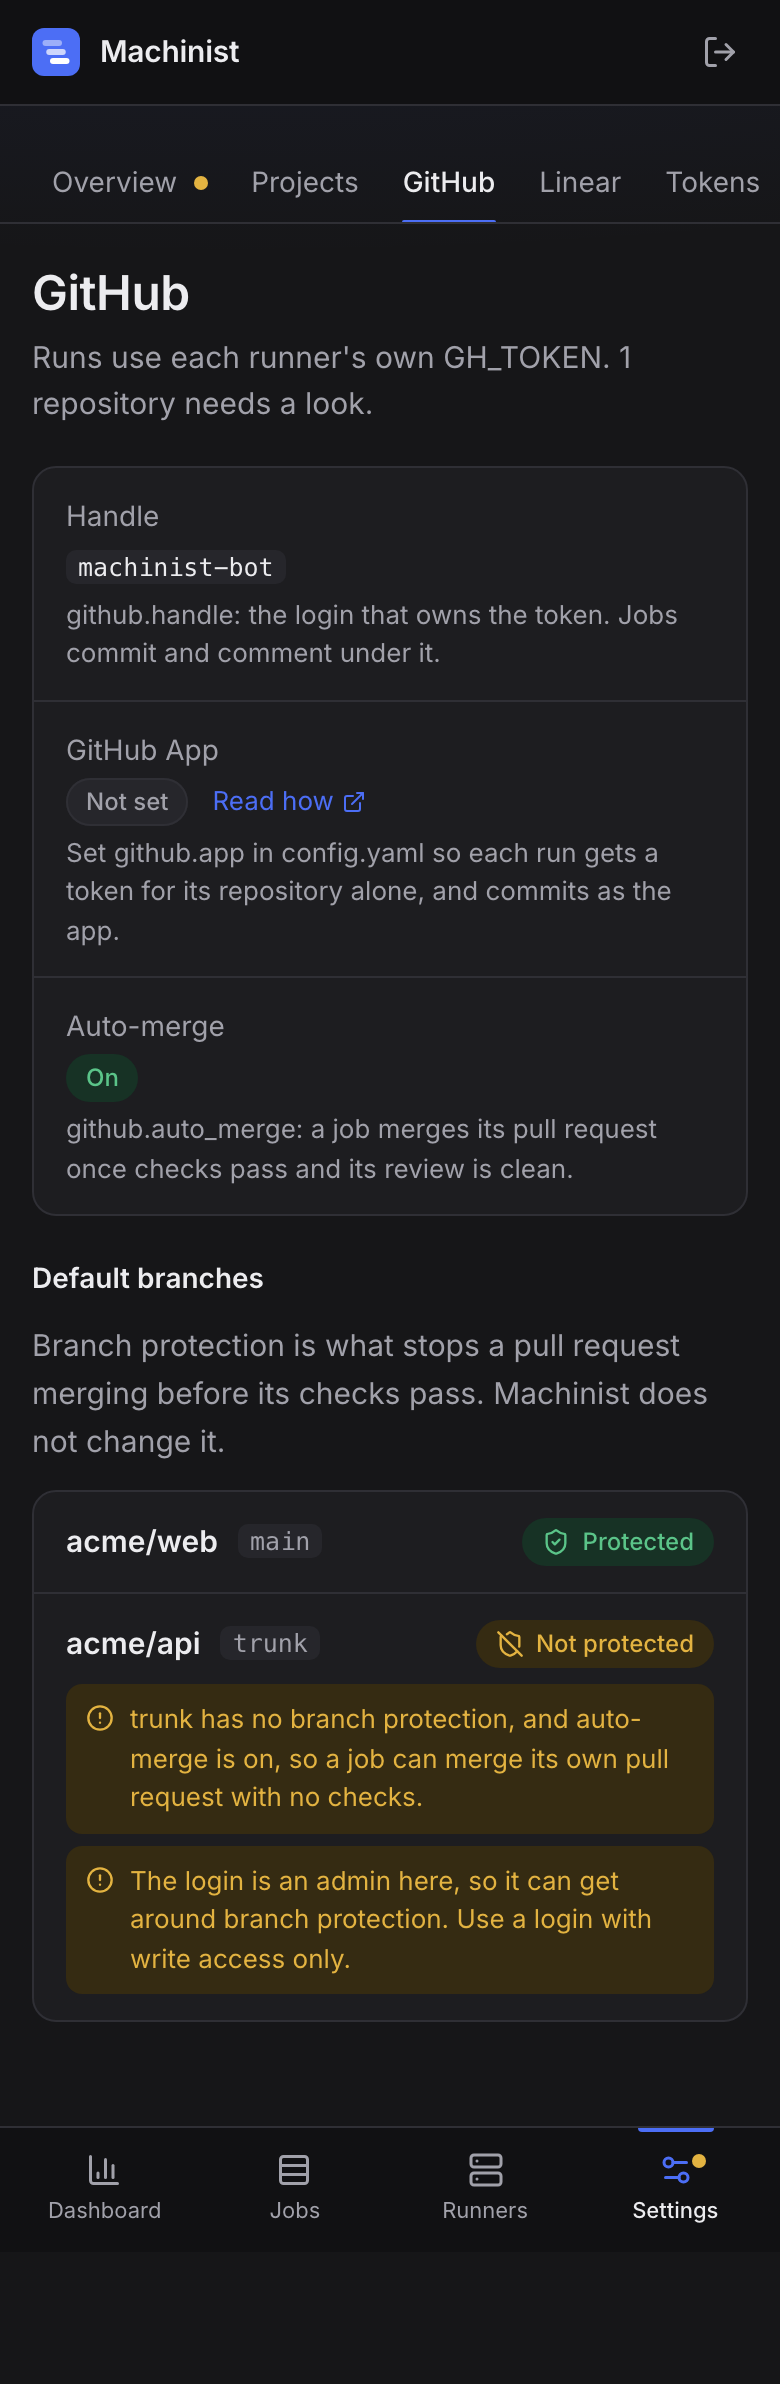 Machinist
Overview
Projects
GitHub
Linear
Tokens
GitHub
Runs use each runner's own GH_TOKEN. 1
repository needs a look.
Handle
machinist-bot
github.handle: the login that owns the token. Jobs
commit and comment under it.
GitHub App
Not set
Read how
Set github.app in config.yaml so each run gets a
token for its repository alone, and commits as the
app.
Auto-merge
On
github.auto_merge: a job merges its pull request
once checks pass and its review is clean.
Default branches
Branch protection is what stops a pull request
merging before its checks pass. Machinist does
not change it.
acme/web main Protected
acme/api trunk Not protected
trunk has no branch protection, and auto-
merge is on, so a job can merge its own pull
request with no checks.
The login is an admin here, so it can get
around branch protection. Use a login with
write access only.
Dashboard
Jobs
Runners
Settings